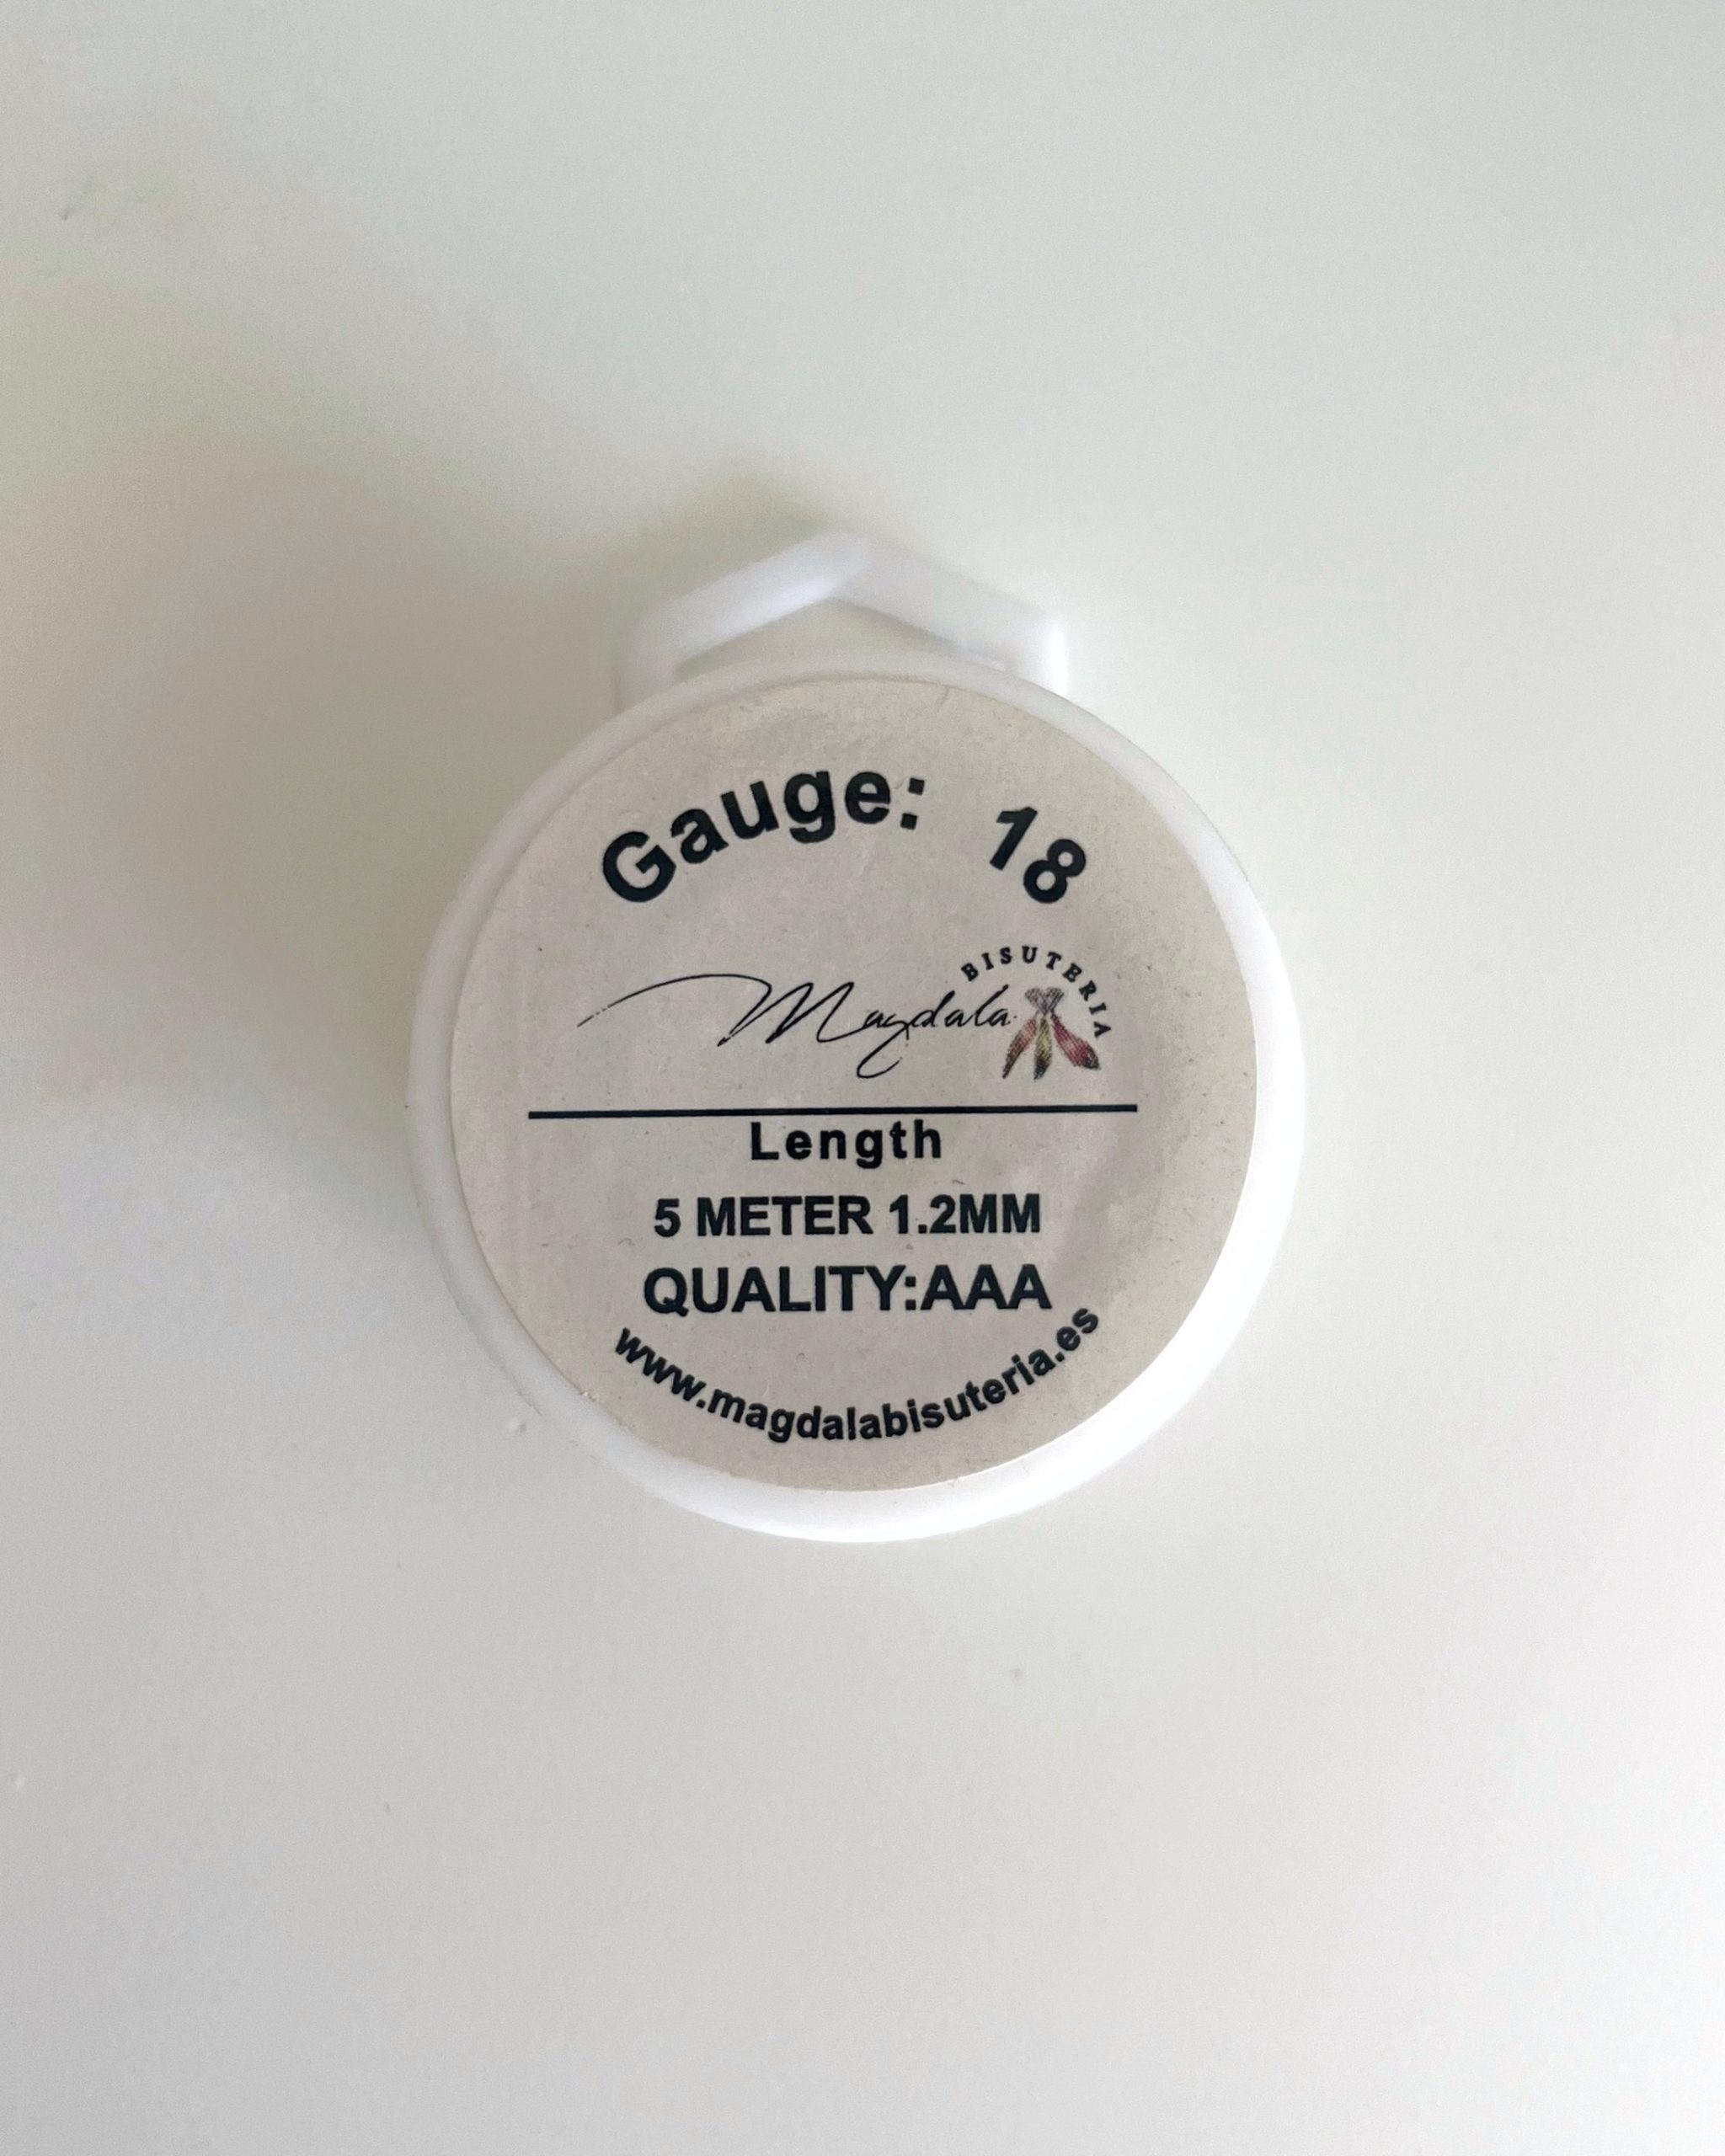 Gauge: 18
BISUTERIA
Magdala
Length
5 METER 1.2MM
QUALITY:AAA
www.magdalabisuteria.es